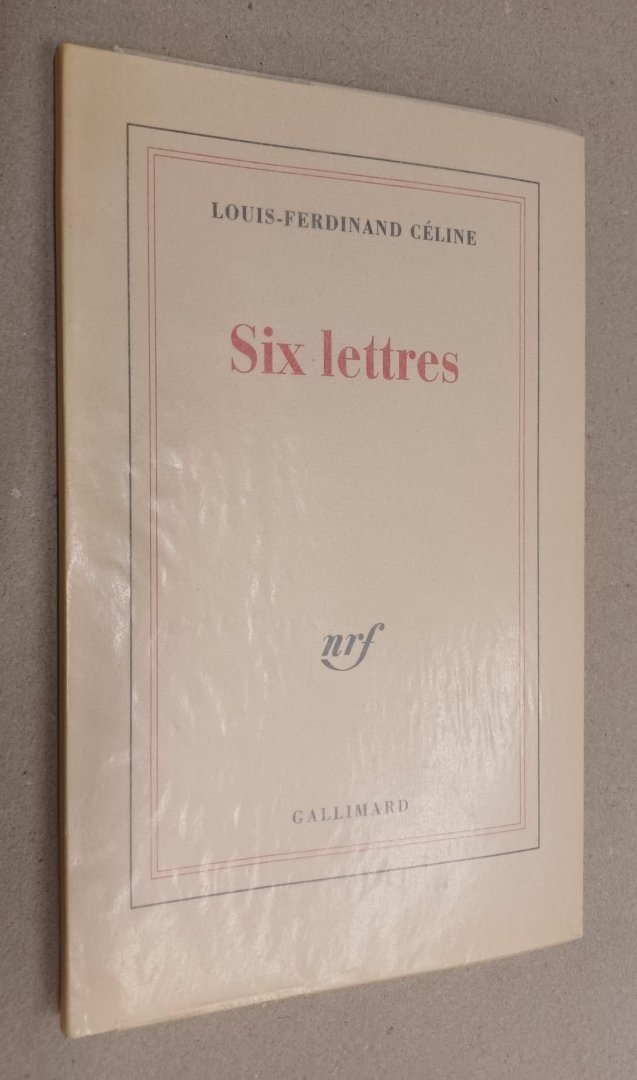 LOUIS-FERDINAND CÉLINE
Six lettres
nrf
GALLIMARD